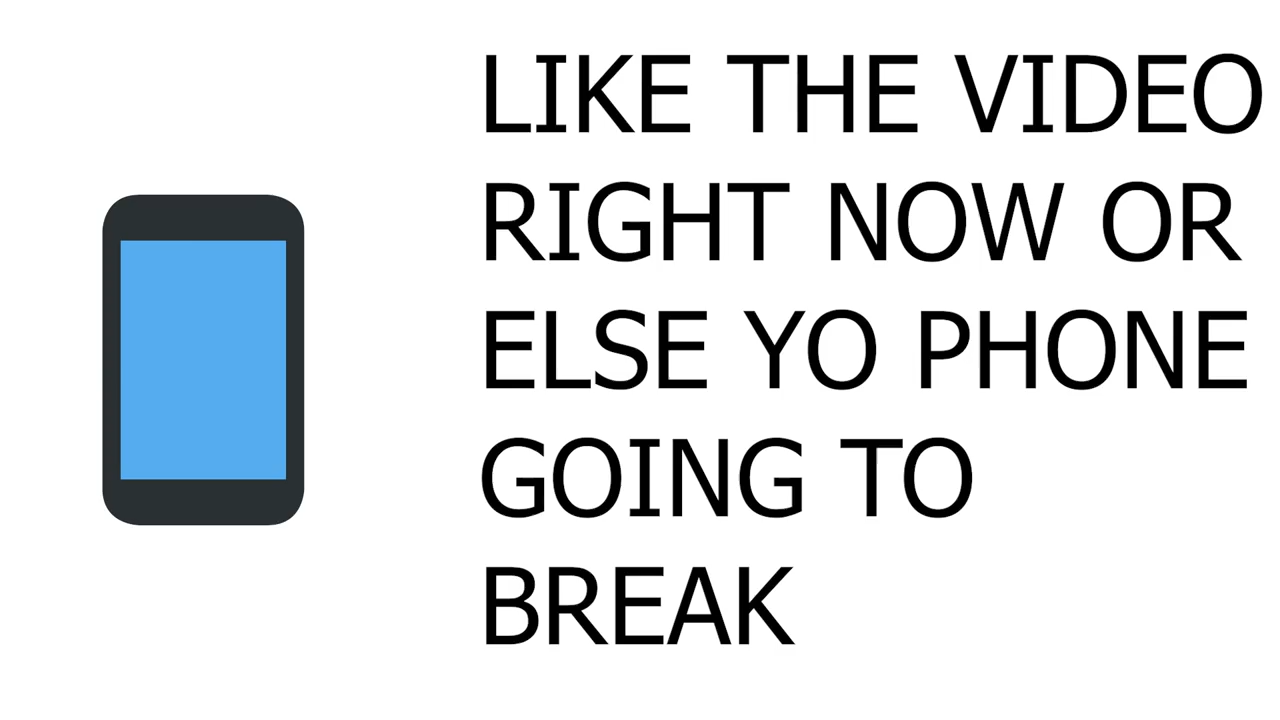 LIKE THE VIDEO
RIGHT NOW OR
ELSE YO PHONE
GOING TO
BREAK